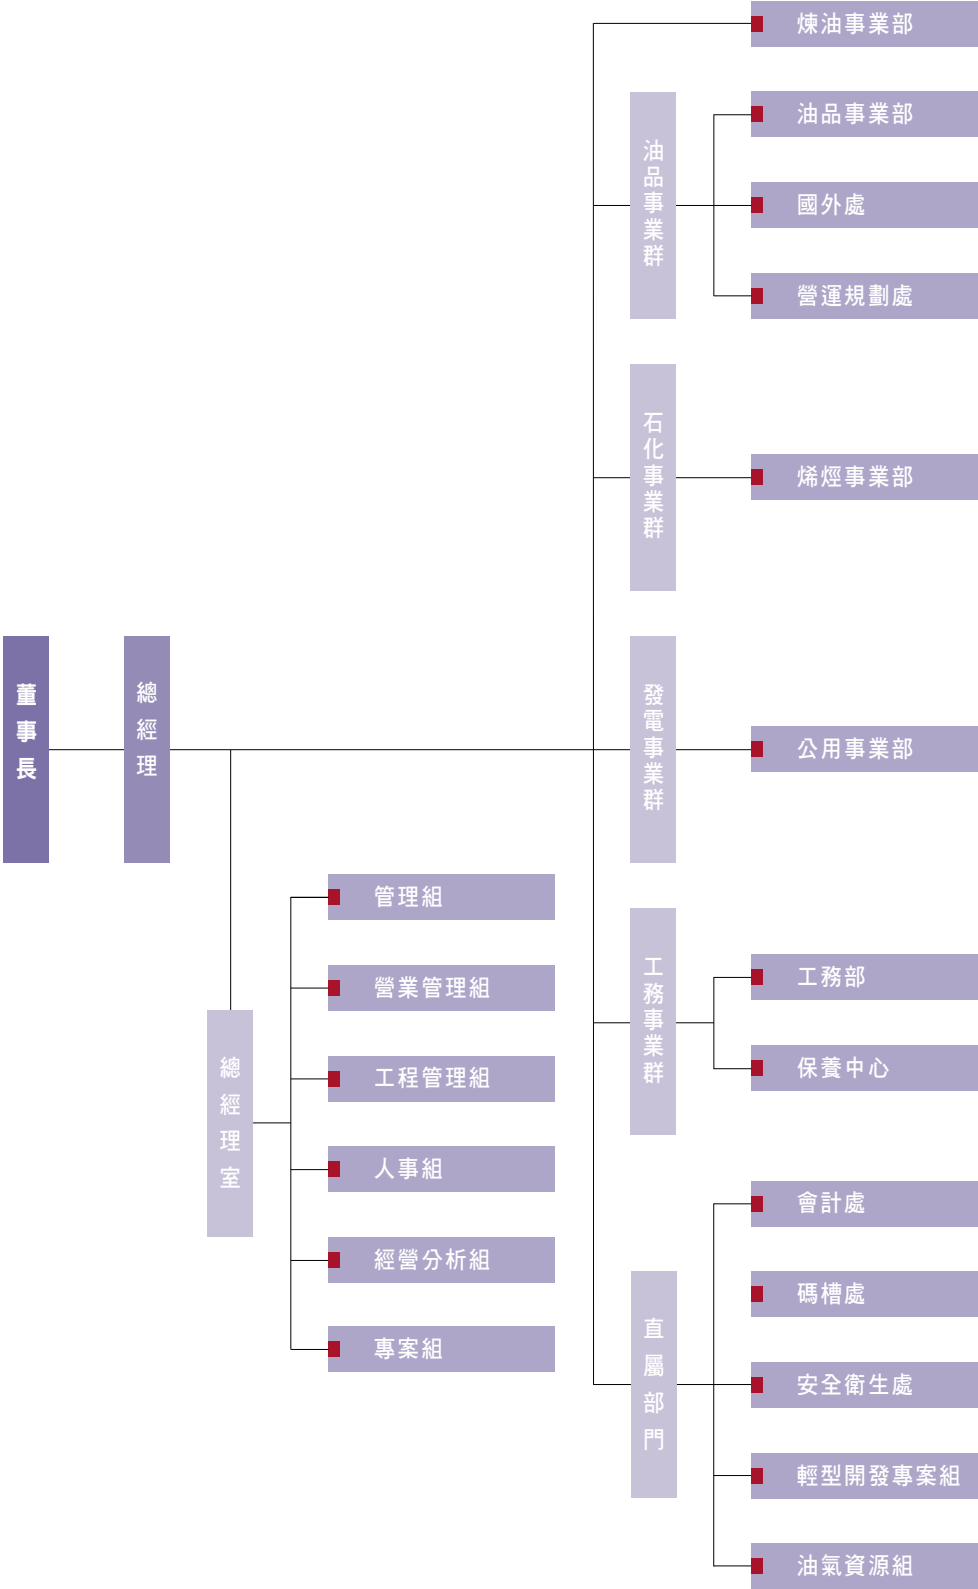 董事長
總經理
總經理室
管理組
營業管理組
工程管理組
人事組
經營分析組
專案組
煉油事業部
油品事業群
油品事業部
國外處
營運規劃處
石化事業群
烯烴事業部
發電事業群
公用事業部
工務事業群
工務部
保養中心
直屬部門
會計處
碼槽處
安全衛生處
輕型開發專案組
油氣資源組